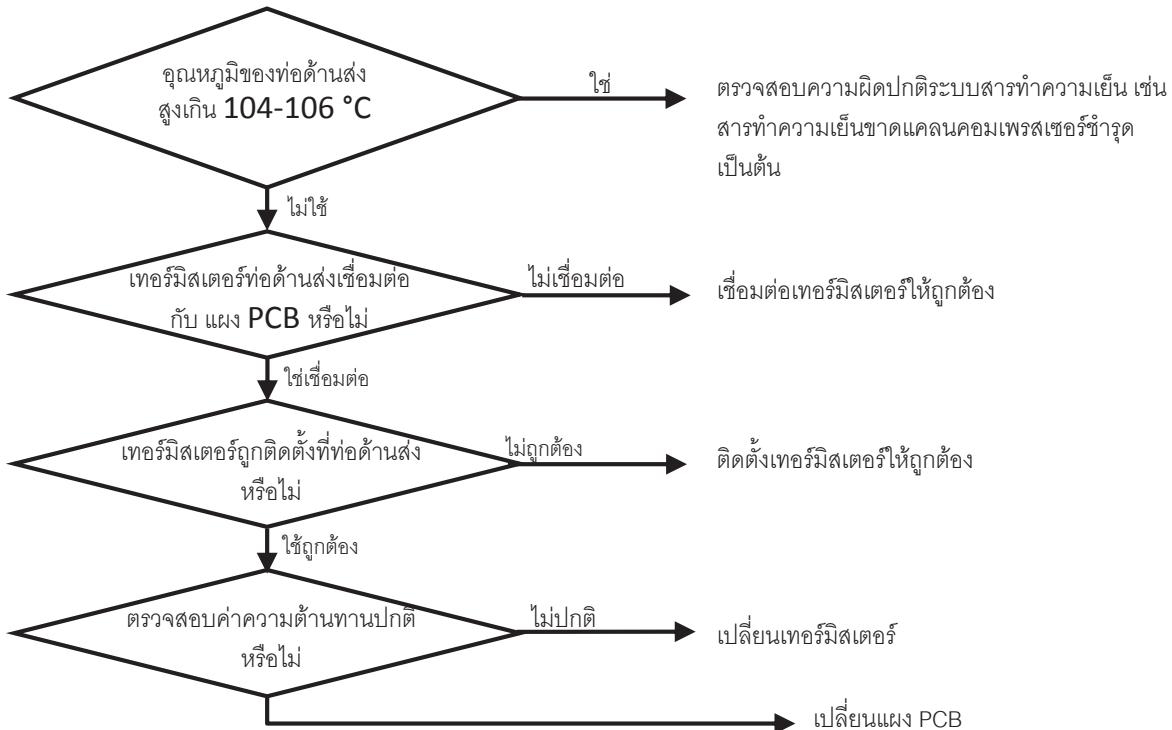 อุณหภูมิของท่อด้านส่ง
สูงเกิน 104-106 °C
ใช่
ตรวจสอบความผิดปกติระบบสารทำความเย็น เช่น
สารทำความเย็นขาดแคลนคอมเพรสเซอร์ชำรุด
เป็นต้น
ไม่ใช้
เทอร์มิสเตอร์ท่อด้านส่งเชื่อมต่อ
กับ แผง PCB หรือไม่
ไม่เชื่อมต่อ
เชื่อมต่อเทอร์มิสเตอร์ให้ถูกต้อง
ใช่เชื่อมต่อ
เทอร์มิสเตอร์ถูกติดตั้งที่ท่อด้านส่ง
หรือไม่
ไม่ถูกต้อง
ติดตั้งเทอร์มิสเตอร์ให้ถูกต้อง
ใช้ถูกต้อง
ตรวจสอบค่าความต้านทานปกติ
หรือไม่
ไม่ปกติ
เปลี่ยนเทอร์มิสเตอร์
เปลี่ยนแผง PCB